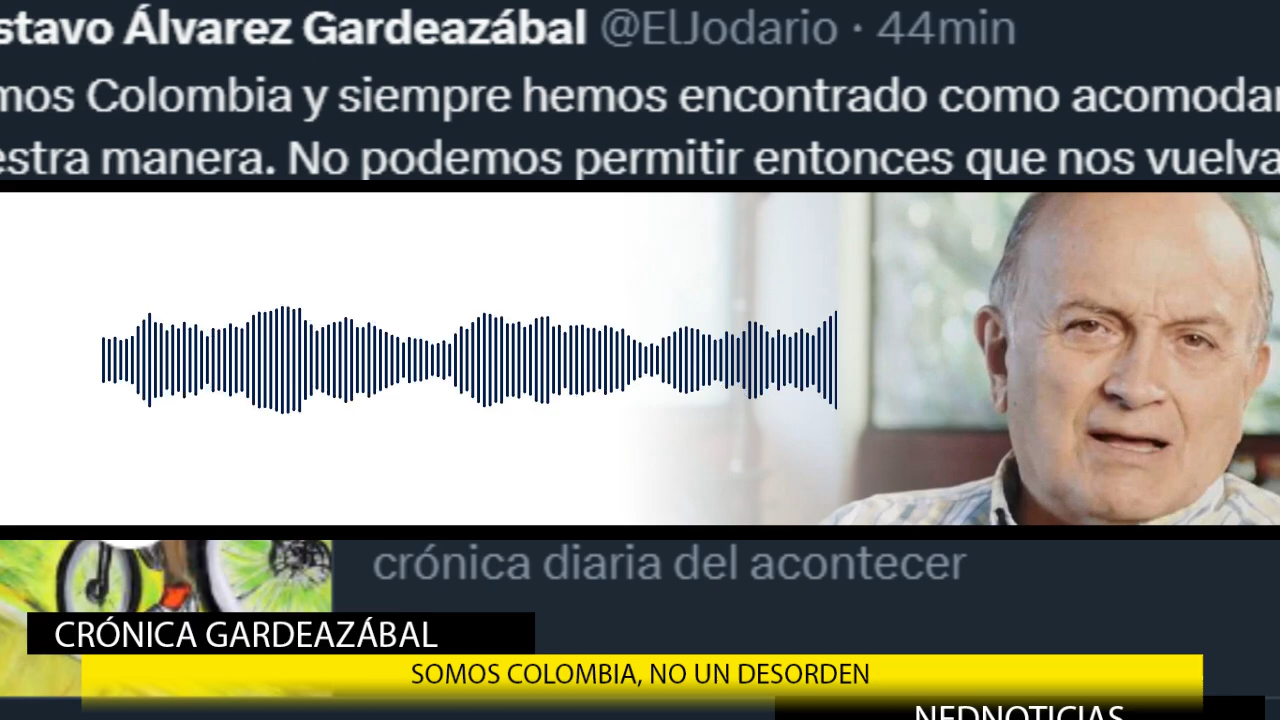 stavo Álvarez Gardeazábal @ElJodario · 44min
mos Colombia y siempre hemos encontrado como acomodar
estra manera. No podemos permitir entonces que nos vuelva
crónica diaria del acontecer
CRÓNICA GARDEAZÁBAL
SOMOS COLOMBIA, NO UN DESORDEN
NEDNOTICIAS